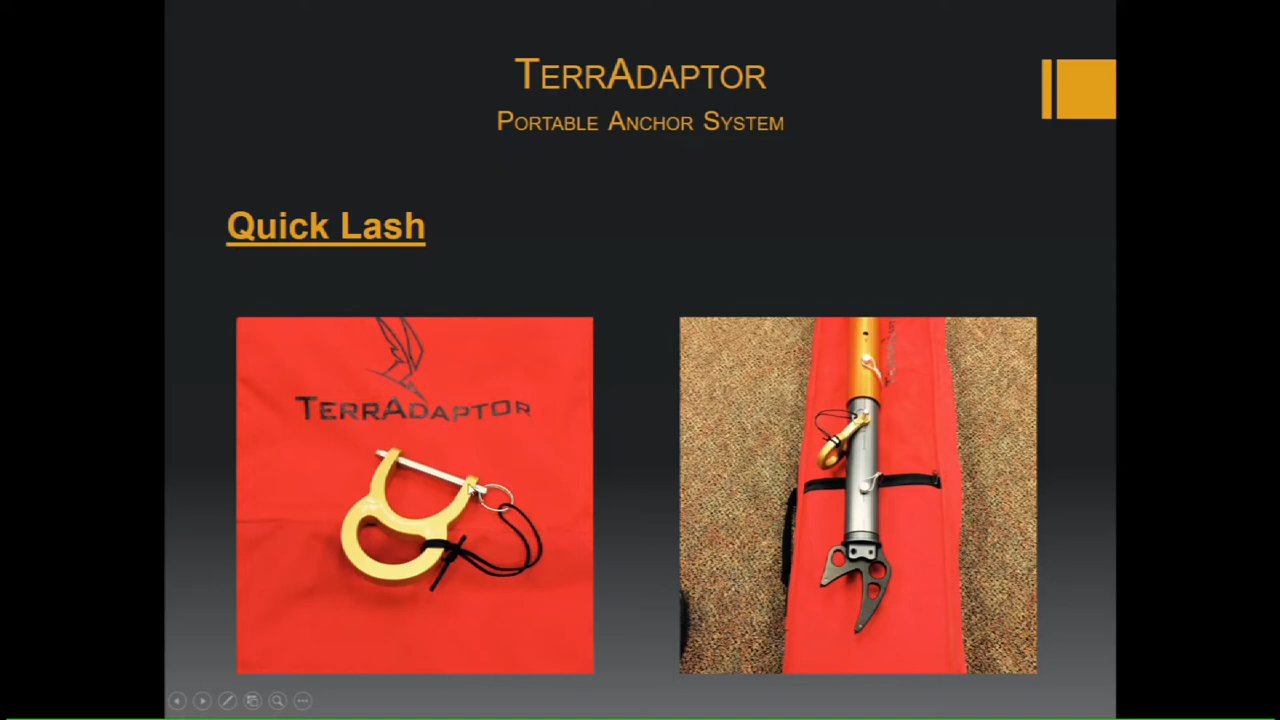 TERRADAPTOR
PORTABLE ANCHOR SYSTEM
Quick Lash
TERRADAPTOR